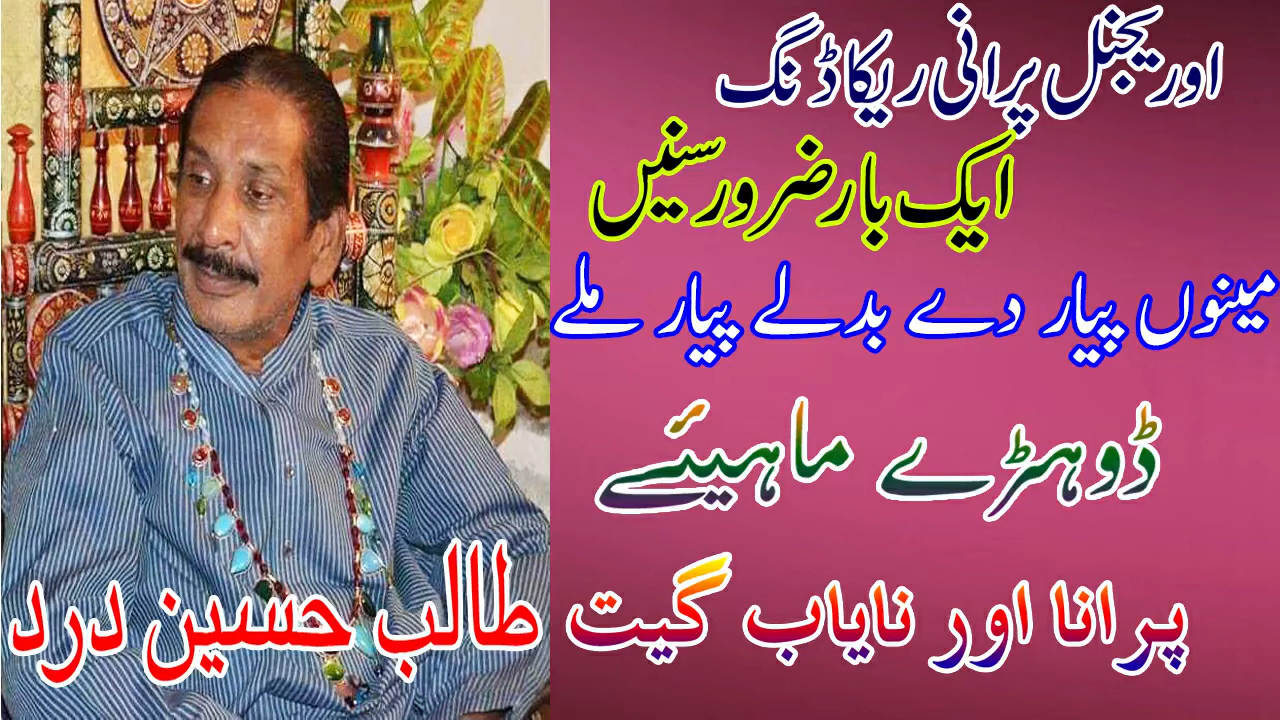 اوریجنل پرانی ریکاڈنگ
ایک بار ضرور سنیں
مینوں پیار دے بدلے پیار ملے
ڈوہڑے ماہیئے
پرانا اور نایاب گیت
طالب حسین درد